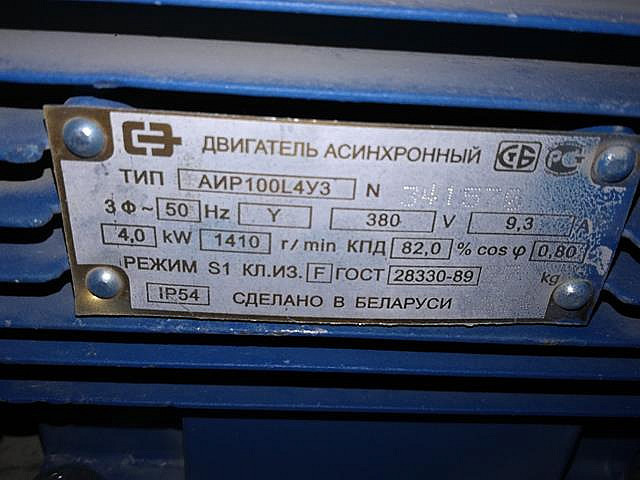 ДВИГАТЕЛЬ АСИНХРОННЫЙ
ТИП АИР100L4У3 N
3 Ф ~ 50 Hz Y 380 V 9,3 A
4,0 kW 1410 r/min КПД 82,0 % cos φ 0,80
РЕЖИМ S1 КЛ.ИЗ. F ГОСТ 28330-89 kg
IP54 СДЕЛАНО В БЕЛАРУСИ